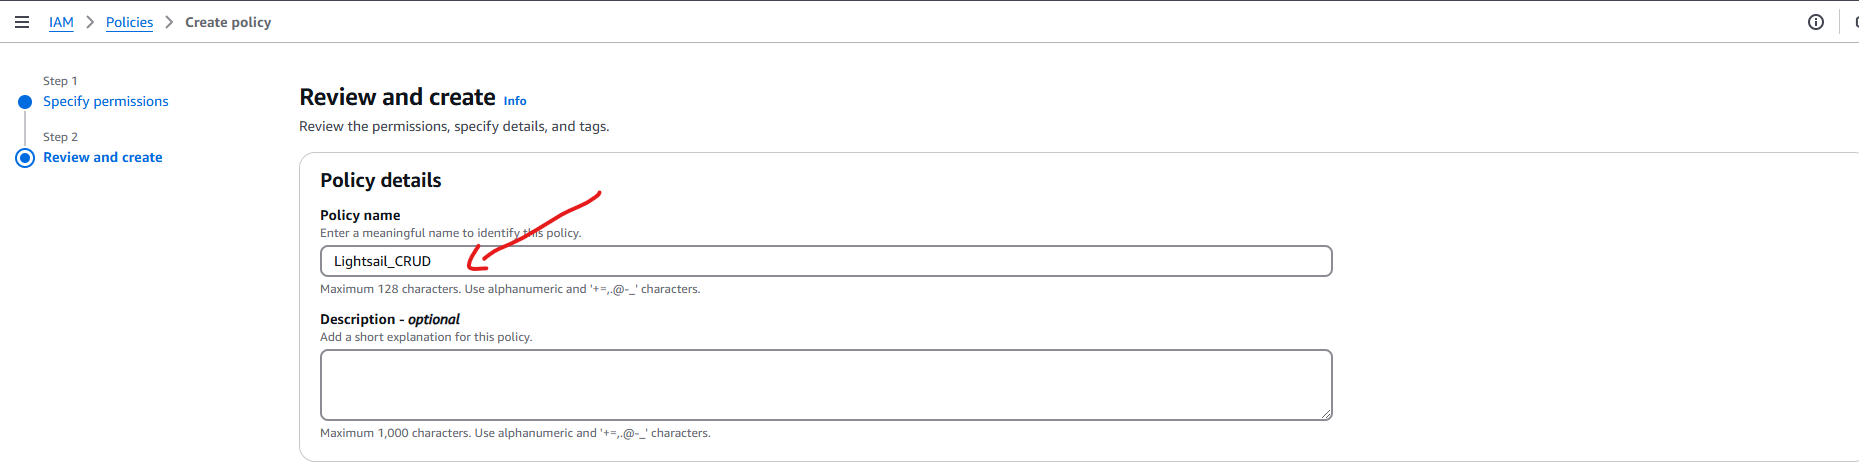 IAM > Policies > Create policy
Step 1
Specify permissions
Step 2
Review and create
Review and create Info
Review the permissions, specify details, and tags.
Policy details
Policy name
Enter a meaningful name to identify this policy.
Lightsail_CRUD
Maximum 128 characters. Use alphanumeric and '+=,.@-_' characters.
Description - optional
Add a short explanation for this policy.
Maximum 1,000 characters. Use alphanumeric and '+=,.@-_' characters.